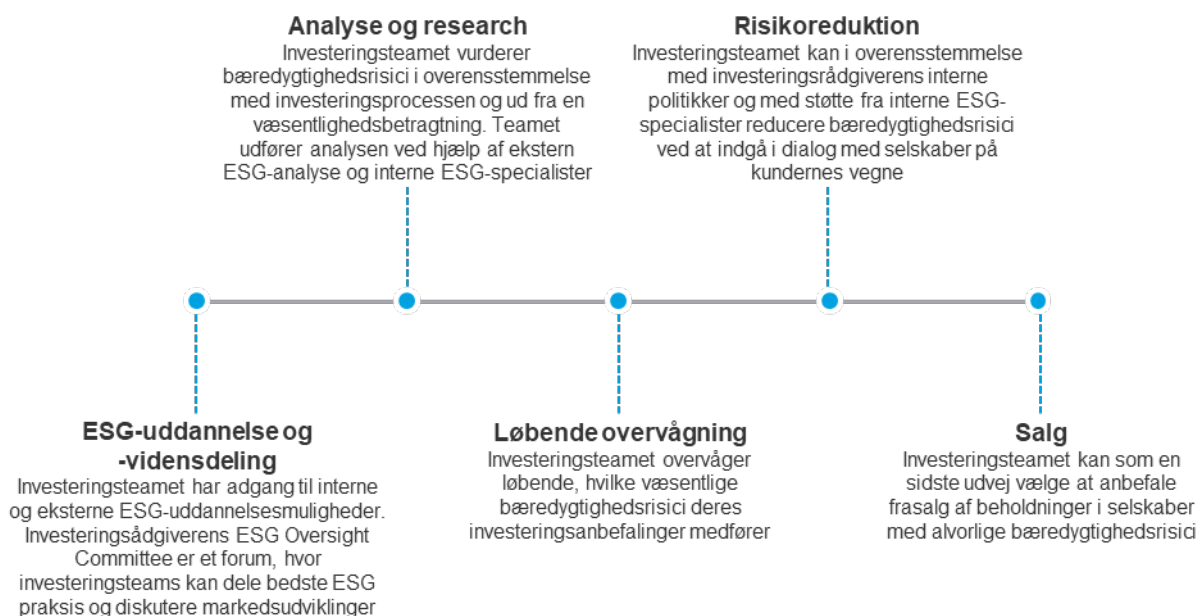 Analyse og research
Investeringsteamet vurderer
bæredygtighedsrisici i overensstemmelse
med investeringsprocessen og ud fra en
væsentlighedsbetragtning. Teamet
udfører analysen ved hjælp af ekstern
ESG-analyse og interne ESG-specialister
Risikoreduktion
Investeringsteamet kan i overensstemmelse
med investeringsrådgiverens interne
politikker og med støtte fra interne ESG-
specialister reducere bæredygtighedsrisici
ved at indgå i dialog med selskaber på
kundernes vegne
ESG-uddannelse og
-vidensdeling
Investeringsteamet har adgang til interne
og eksterne ESG-uddannelsesmuligheder.
Investeringsådgiverens ESG Oversight
Committee er et forum, hvor
investeringsteams kan dele bedste ESG
praksis og diskutere markedsudviklinger
Løbende overvågning
Investeringsteamet overvåger
løbende, hvilke væsentlige
bæredygtighedsrisici deres
investeringsanbefalinger medfører
Salg
Investeringsteamet kan som en
sidste udvej vælge at anbefale
frasalg af beholdninger i selskaber
med alvorlige bæredygtighedsrisici